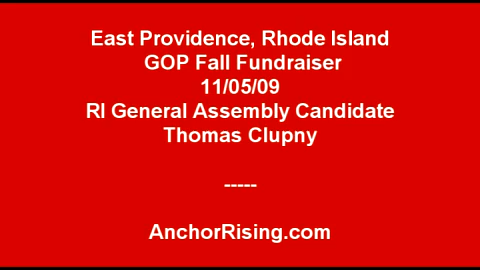 East Providence, Rhode Island
GOP Fall Fundraiser
11/05/09
RI General Assembly Candidate
Thomas Clupny
-----
AnchorRising.com